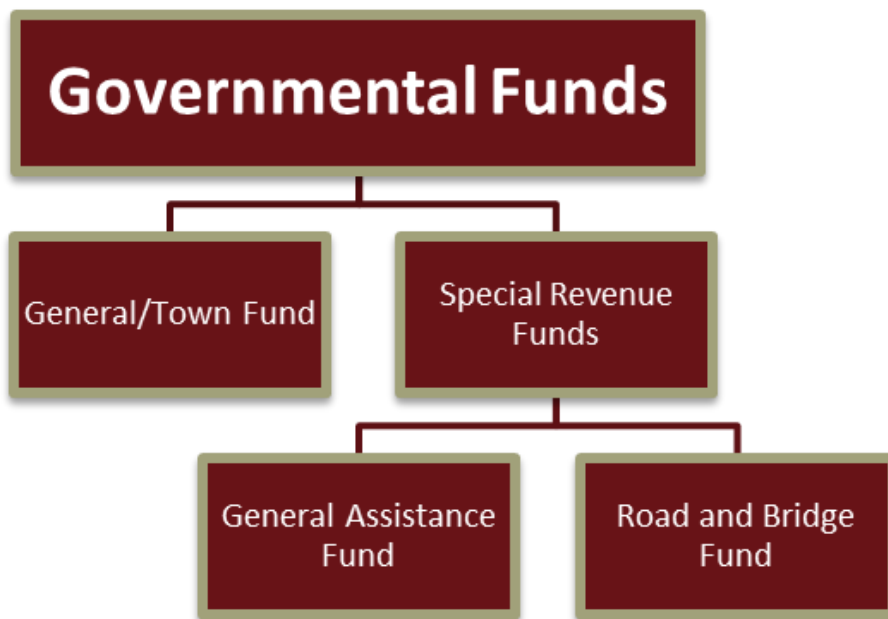 Governmental Funds
General/Town Fund
Special Revenue
Funds
General Assistance
Fund
Road and Bridge
Fund